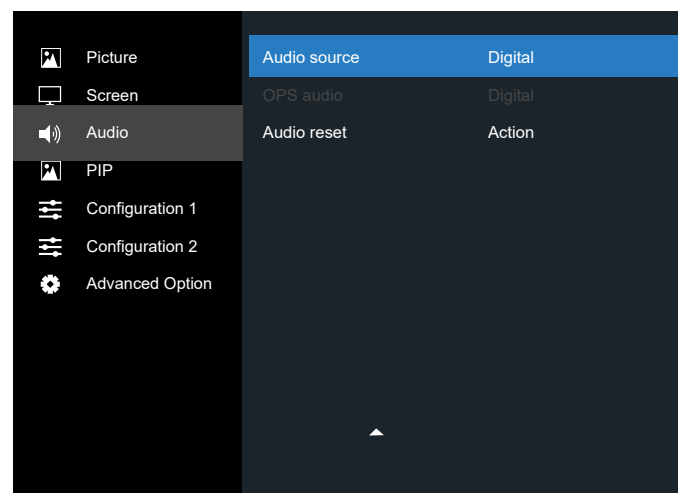 Picture
Screen
Audio
PIP
Configuration 1
Configuration 2
Advanced Option
Audio source Digital
OPS audio Digital
Audio reset Action